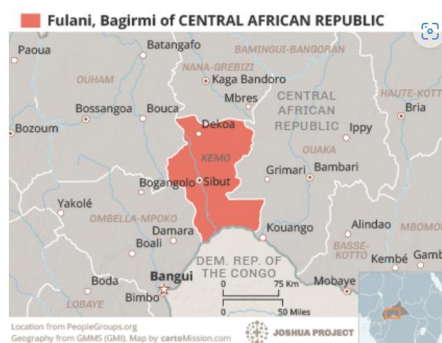 Fulani, Bagirmi of CENTRAL AFRICAN REPUBLIC
Paoua
Batangafo
BAMINGUI-BANGORAN
NANA-GREBIZI
OUHAM
Kaga Bandoro
HAUTE-KOTT
Mbres
CENTRAL
AFRICAN
REPUBLIC
Bossangoa
Bouca
Bria
Bozoum
Dekoa
Ippy
KEMO
OUAKA
Bogangolo
Sibut
Grimari
Bambari
Yakolé
OMBELLA-MPOKO
Damara
Kouango
Alindao
MBOMO
Boali
BASSE-
KOTTO
DEM. REP. OF
THE CONGO
Kembé
Gamb
Boda
Bangui
Mobaye
LOBAYE
Bimbo
0 75 Km
0 50 Miles
Location from PeopleGroups.org
Geography from GMMS (GMI), Map by cartoMission.com
JOSHUA PROJECT